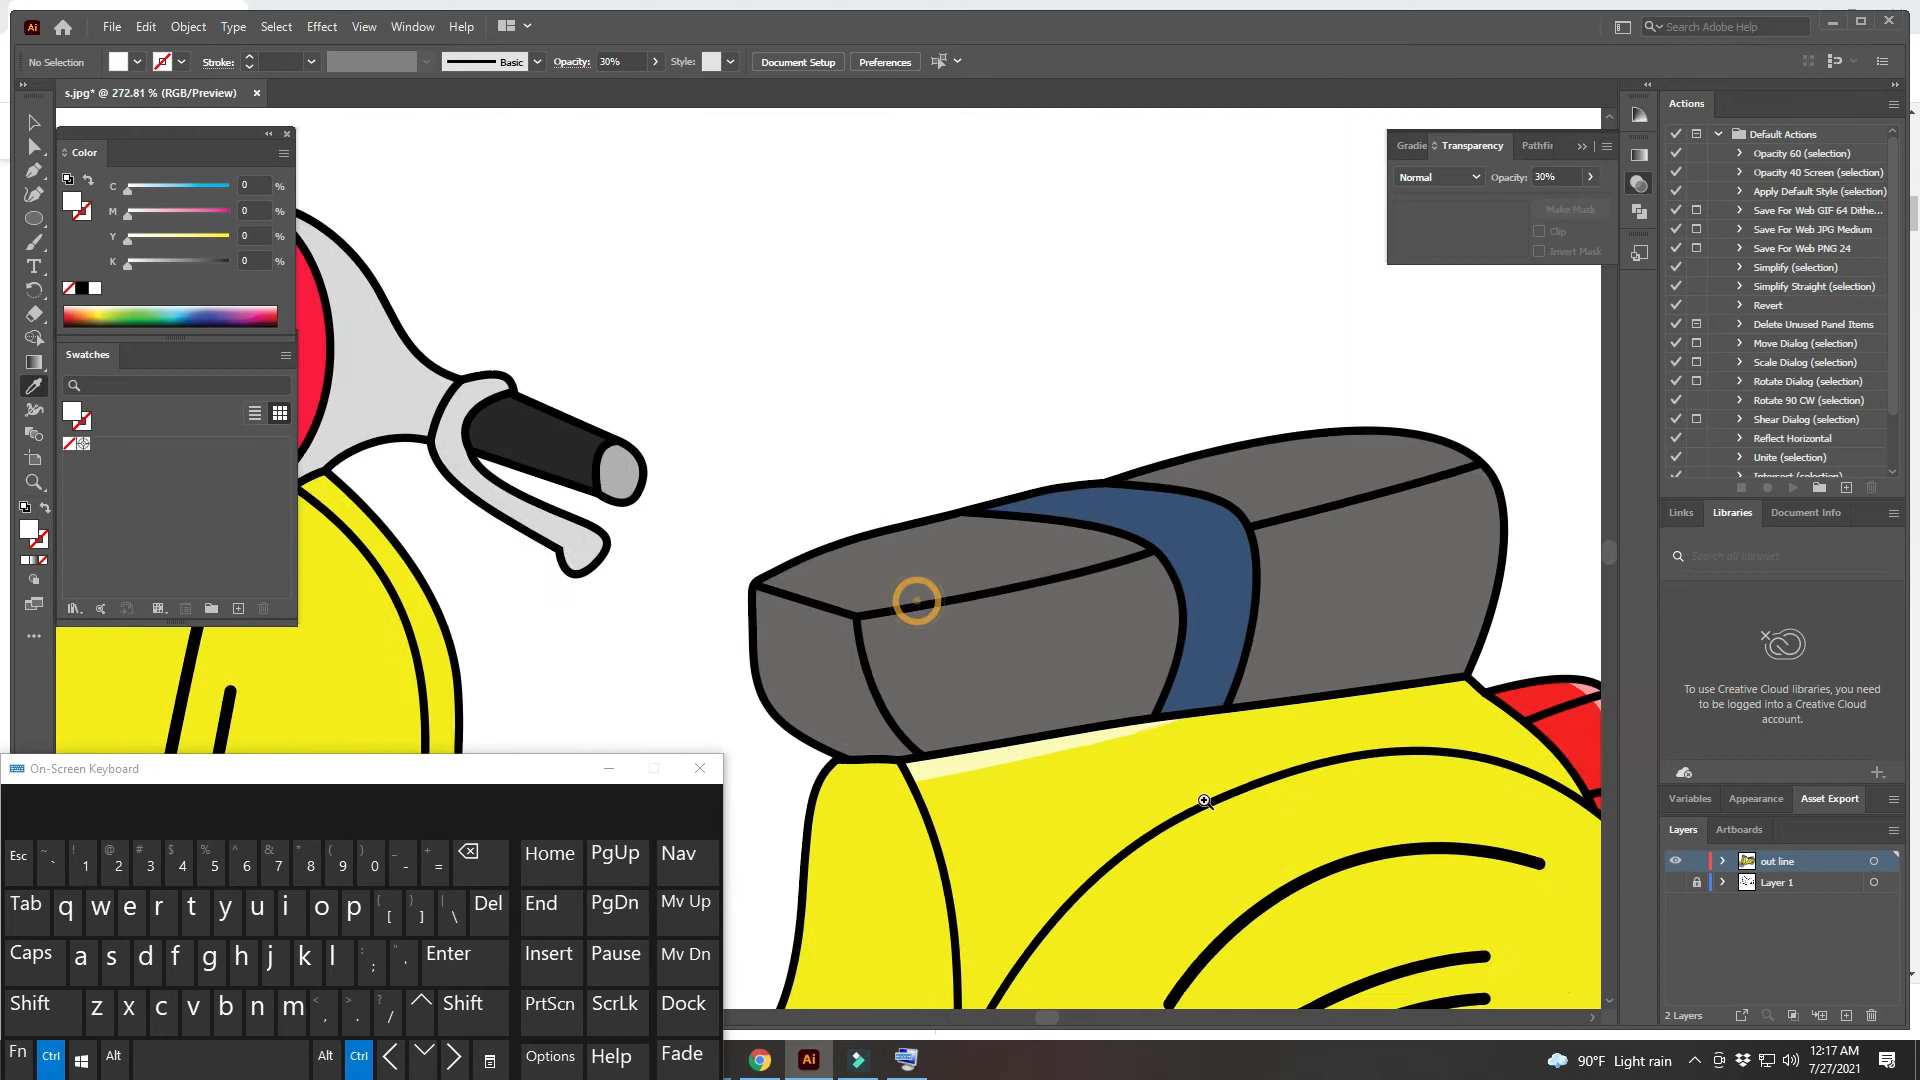 Ai File Edit Object Type Select Effect View Window Help Search Adobe Help
No Selection Stroke: Basic Opacity: 30% Style: Document Setup Preferences
s.jpg* @ 272.81 % (RGB/Preview) ×
Color
C 0 %
M 0 %
Y 0 %
K 0 %
Swatches
Gradie Transparency Pathfir
Normal Opacity: 30%
Make Mask
Clip
Invert Mask
Actions
Default Actions
Opacity 60 (selection)
Opacity 40 Screen (selection)
Apply Default Style (selection)
Save For Web GIF 64 Dithe...
Save For Web JPG Medium
Save For Web PNG 24
Simplify (selection)
Simplify Straight (selection)
Revert
Delete Unused Panel Items
Move Dialog (selection)
Scale Dialog (selection)
Rotate Dialog (selection)
Rotate 90 CW (selection)
Shear Dialog (selection)
Reflect Horizontal
Unite (selection)
Intersect (selection)
Links Libraries Document Info
Search all libraries
To use Creative Cloud libraries, you need
to be logged into a Creative Cloud
account.
Variables Appearance Asset Export
Layers Artboards
out line
Layer 1
2 Layers
On-Screen Keyboard
Esc ~ ` ! 1 @ 2 # 3 $ 4 % 5 ^ 6 & 7 * 8 ( 9 ) 0 _ - + = Home PgUp Nav
Tab q w e r t y u i o p { [ } ] | \ Del End PgDn Mv Up
Caps a s d f g h j k l : ; " ' Enter Insert Pause Mv Dn
Shift z x c v b n m < , > . ? / Shift PrtScn ScrLk Dock
Fn Ctrl Alt Alt Ctrl Options Help Fade
Ai 90°F Light rain 12:17 AM
7/27/2021